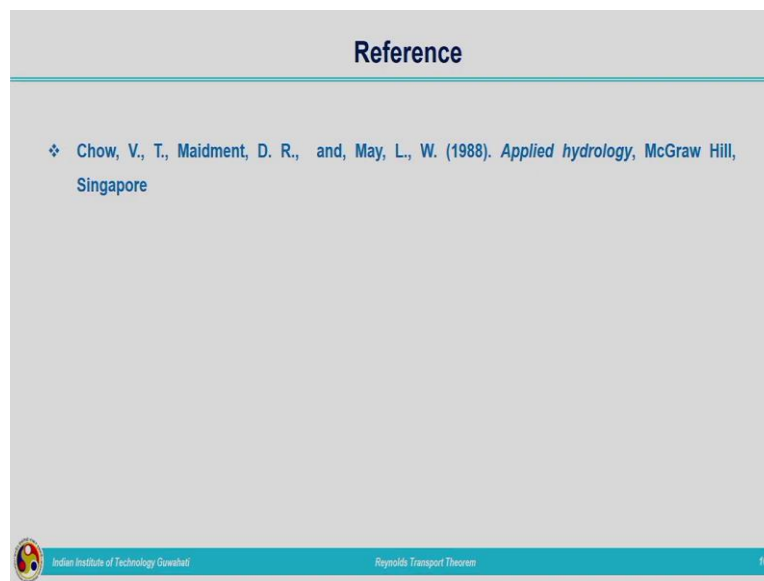 Reference
❖ Chow, V., T., Maidment, D. R., and, May, L., W. (1988). Applied hydrology, McGraw Hill,
Singapore
Indian Institute of Technology Guwahati
Reynolds Transport Theorem